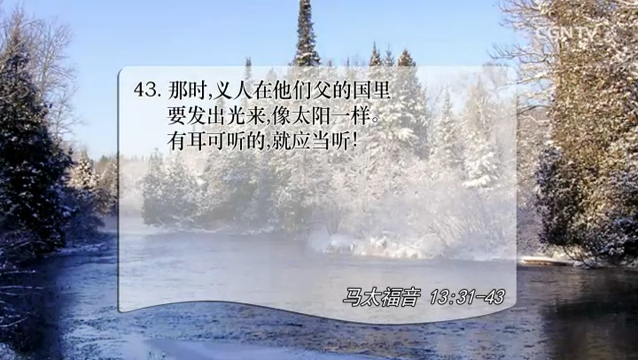 CGNTV
43. 那时,义人在他们父的国里
要发出光来,像太阳一样。
有耳可听的,就应当听!
马太福音 13:31-43